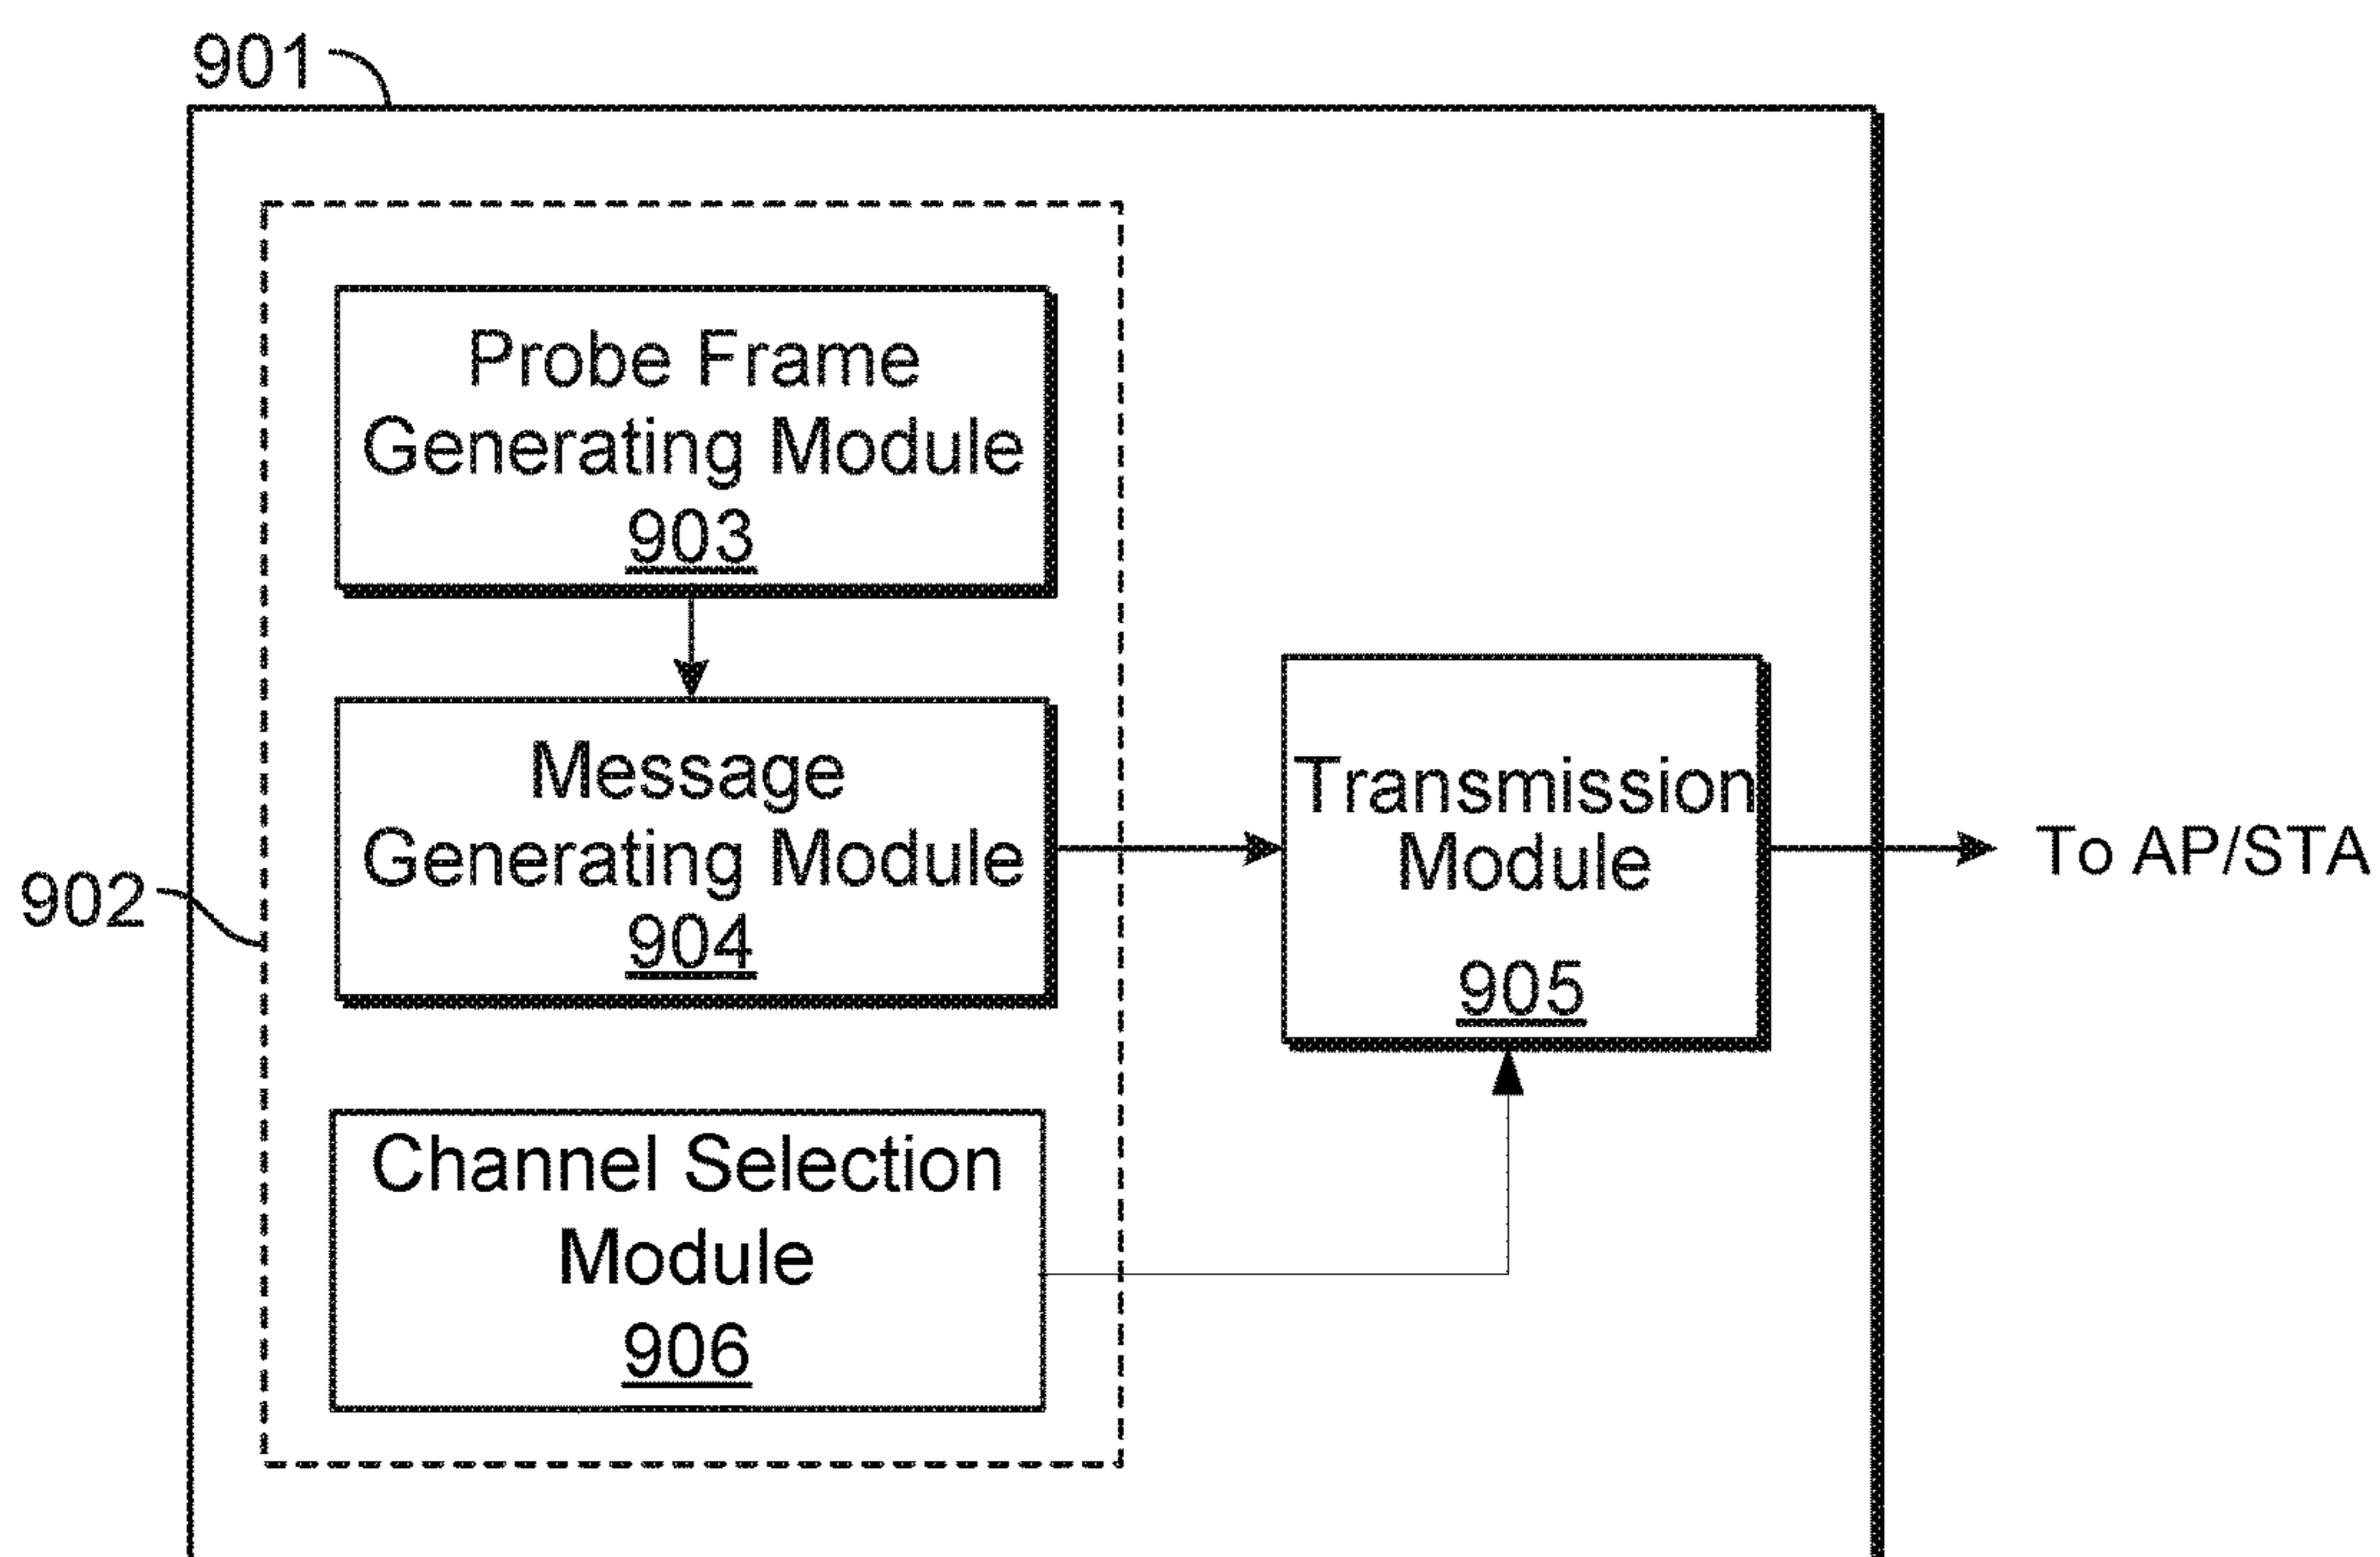 901
Probe Frame
Generating Module
903
Message
Generating Module
904
902
Transmission
Module
905
To AP/STA
Channel Selection
Module
906